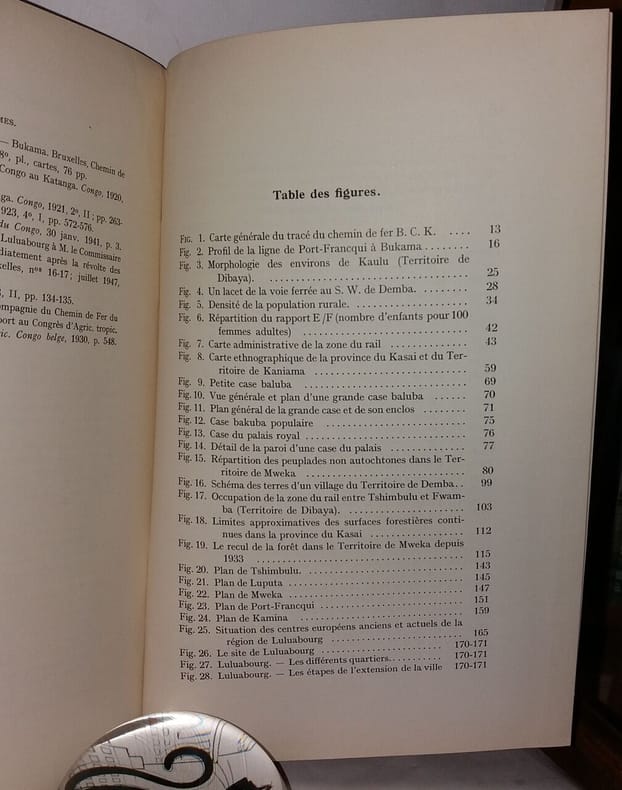 MES.
— Bukama. Bruxelles, Chemin de
8º, pl., cartes, 76 pp.
Congo au Katanga. Congo, 1920,
ga. Congo, 1921, 2º, II ; pp. 263-
923, 4º, 1, pp. 572-576.
du Congo, 30 janv. 1941, p. 3.
Luluabourg à M. le Commissaire
diatement après la révolte des
elles, nos 16-17 ; juillet 1947,
, II, pp. 134-135.
ompagnie du Chemin de Fer du
port au Congrès d'Agric. tropic.
ic. Congo belge, 1930, p. 548.
Table des figures.
Fig. 1. Carte générale du tracé du chemin de fer B. C. K. .... 13
Fig. 2. Profil de la ligne de Port-Francqui à Bukama ........ 16
Fig. 3. Morphologie des environs de Kaulu (Territoire de
Dibaya). .............................. 25
Fig. 4. Un lacet de la voie ferrée au S. W. de Demba. ........ 28
Fig. 5. Densité de la population rurale. .................. 34
Fig. 6. Répartition du rapport E/F (nombre d'enfants pour 100
femmes adultes) ........................ 42
Fig. 7. Carte administrative de la zone du rail .............. 43
Fig. 8. Carte ethnographique de la province du Kasai et du Ter-
ritoire de Kaniama ...................... 59
Fig. 9. Petite case baluba .......................... 69
Fig. 10. Vue générale et plan d'une grande case baluba ...... 70
Fig. 11. Plan général de la grande case et de son enclos ...... 71
Fig. 12. Case bakuba populaire ........................ 75
Fig. 13. Case du palais royal .......................... 76
Fig. 14. Détail de la paroi d'une case du palais ............ 77
Fig. 15. Répartition des peuplades non autochtones dans le Ter-
ritoire de Mweka ........................ 80
Fig. 16. Schéma des terres d'un village du Territoire de Demba.. 99
Fig. 17. Occupation de la zone du rail entre Tshimbulu et Fwam-
ba (Territoire de Dibaya). .................. 103
Fig. 18. Limites approximatives des surfaces forestières conti-
nues dans la province du Kasai .............. 112
Fig. 19. Le recul de la forêt dans le Territoire de Mweka depuis
1933 .............................. 115
Fig. 20. Plan de Tshimbulu. .......................... 143
Fig. 21. Plan de Luputa .............................. 145
Fig. 22. Plan de Mweka .............................. 147
Fig. 23. Plan de Port-Francqui ........................ 151
Fig. 24. Plan de Kamina .............................. 159
Fig. 25. Situation des centres européens anciens et actuels de la
région de Luluabourg ...................... 165
Fig. 26. Le site de Luluabourg .................... 170-171
Fig. 27. Luluabourg. — Les différents quartiers.......... 170-171
Fig. 28. Luluabourg. — Les étapes de l'extension de la ville 170-171